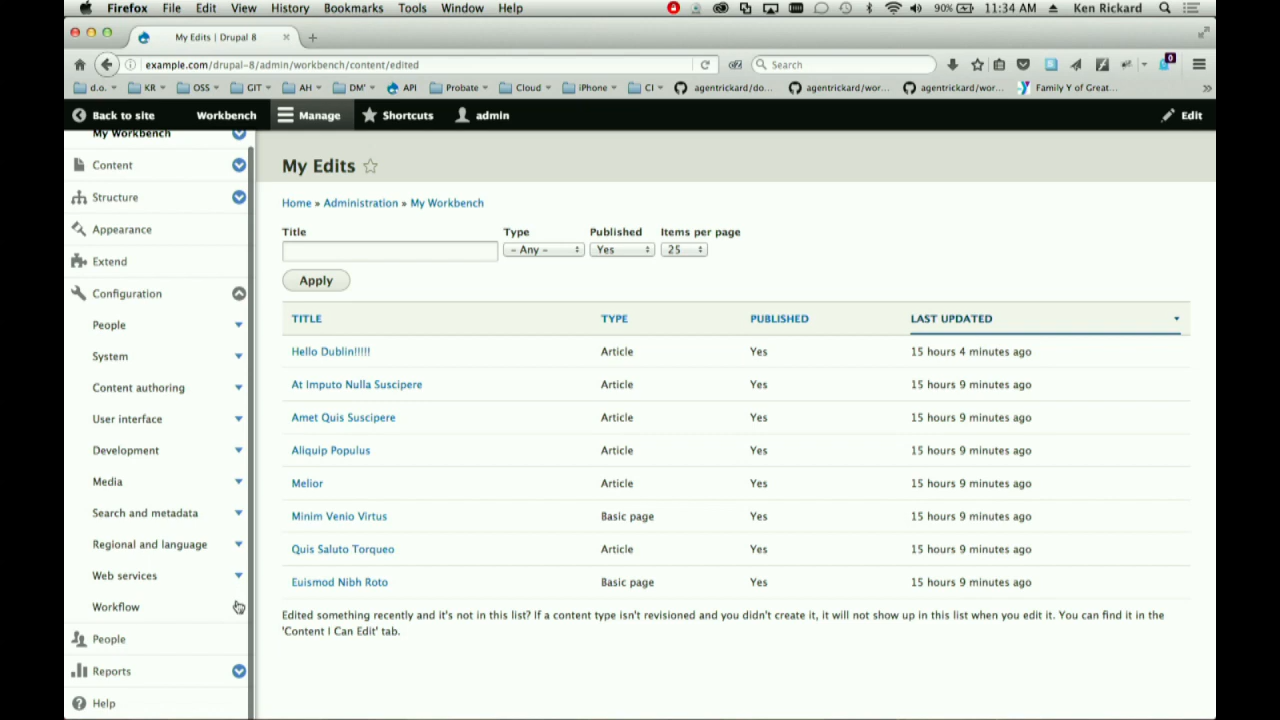 Firefox File Edit View History Bookmarks Tools Window Help 90% 11:34 AM Ken Rickard
My Edits | Drupal 8
example.com/drupal-8/admin/workbench/content/edited Search 0
d.o. KR OSS GIT AH DM' API Probate Cloud iPhone CI agentrickard/do... agentrickard/wor... agentrickard/wor... Family Y of Great...
Back to site Workbench Manage Shortcuts admin Edit
My Workbench
Content
Structure
Appearance
Extend
Configuration
People
System
Content authoring
User interface
Development
Media
Search and metadata
Regional and language
Web services
Workflow
People
Reports
Help
My Edits
Home » Administration » My Workbench
Title Type Published Items per page
- Any - Yes 25
Apply
TITLE TYPE PUBLISHED LAST UPDATED
Hello Dublin!!!!! Article Yes 15 hours 4 minutes ago
At Imputo Nulla Suscipere Article Yes 15 hours 9 minutes ago
Amet Quis Suscipere Article Yes 15 hours 9 minutes ago
Aliquip Populus Article Yes 15 hours 9 minutes ago
Melior Article Yes 15 hours 9 minutes ago
Minim Venio Virtus Basic page Yes 15 hours 9 minutes ago
Quis Saluto Torqueo Article Yes 15 hours 9 minutes ago
Euismod Nibh Roto Basic page Yes 15 hours 9 minutes ago
Edited something recently and it's not in this list? If a content type isn't revisioned and you didn't create it, it will not show up in this list when you edit it. You can find it in the
'Content I Can Edit' tab.